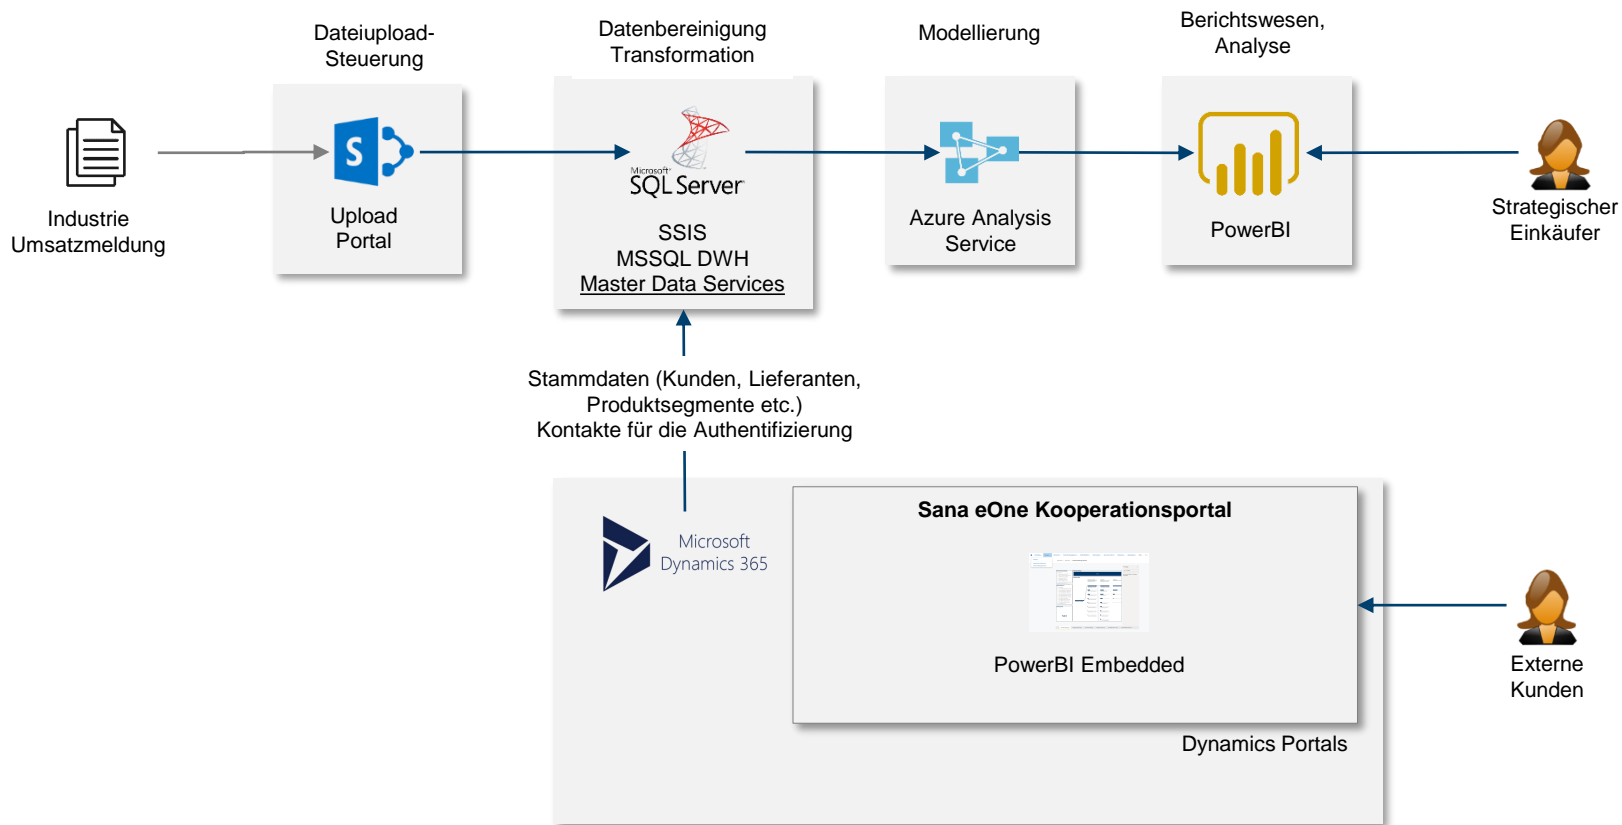 Dateiupload-
Steuerung
Datenbereinigung
Transformation
Modellierung
Berichtswesen,
Analyse
Industrie
Umsatzmeldung
S
Upload
Portal
Microsoft
SQL Server
SSIS
MSSQL DWH
Master Data Services
Azure Analysis
Service
PowerBI
Strategischer
Einkäufer
Stammdaten (Kunden, Lieferanten,
Produktsegmente etc.)
Kontakte für die Authentifizierung
Microsoft
Dynamics 365
Sana eOne Kooperationsportal
PowerBI Embedded
Externe
Kunden
Dynamics Portals